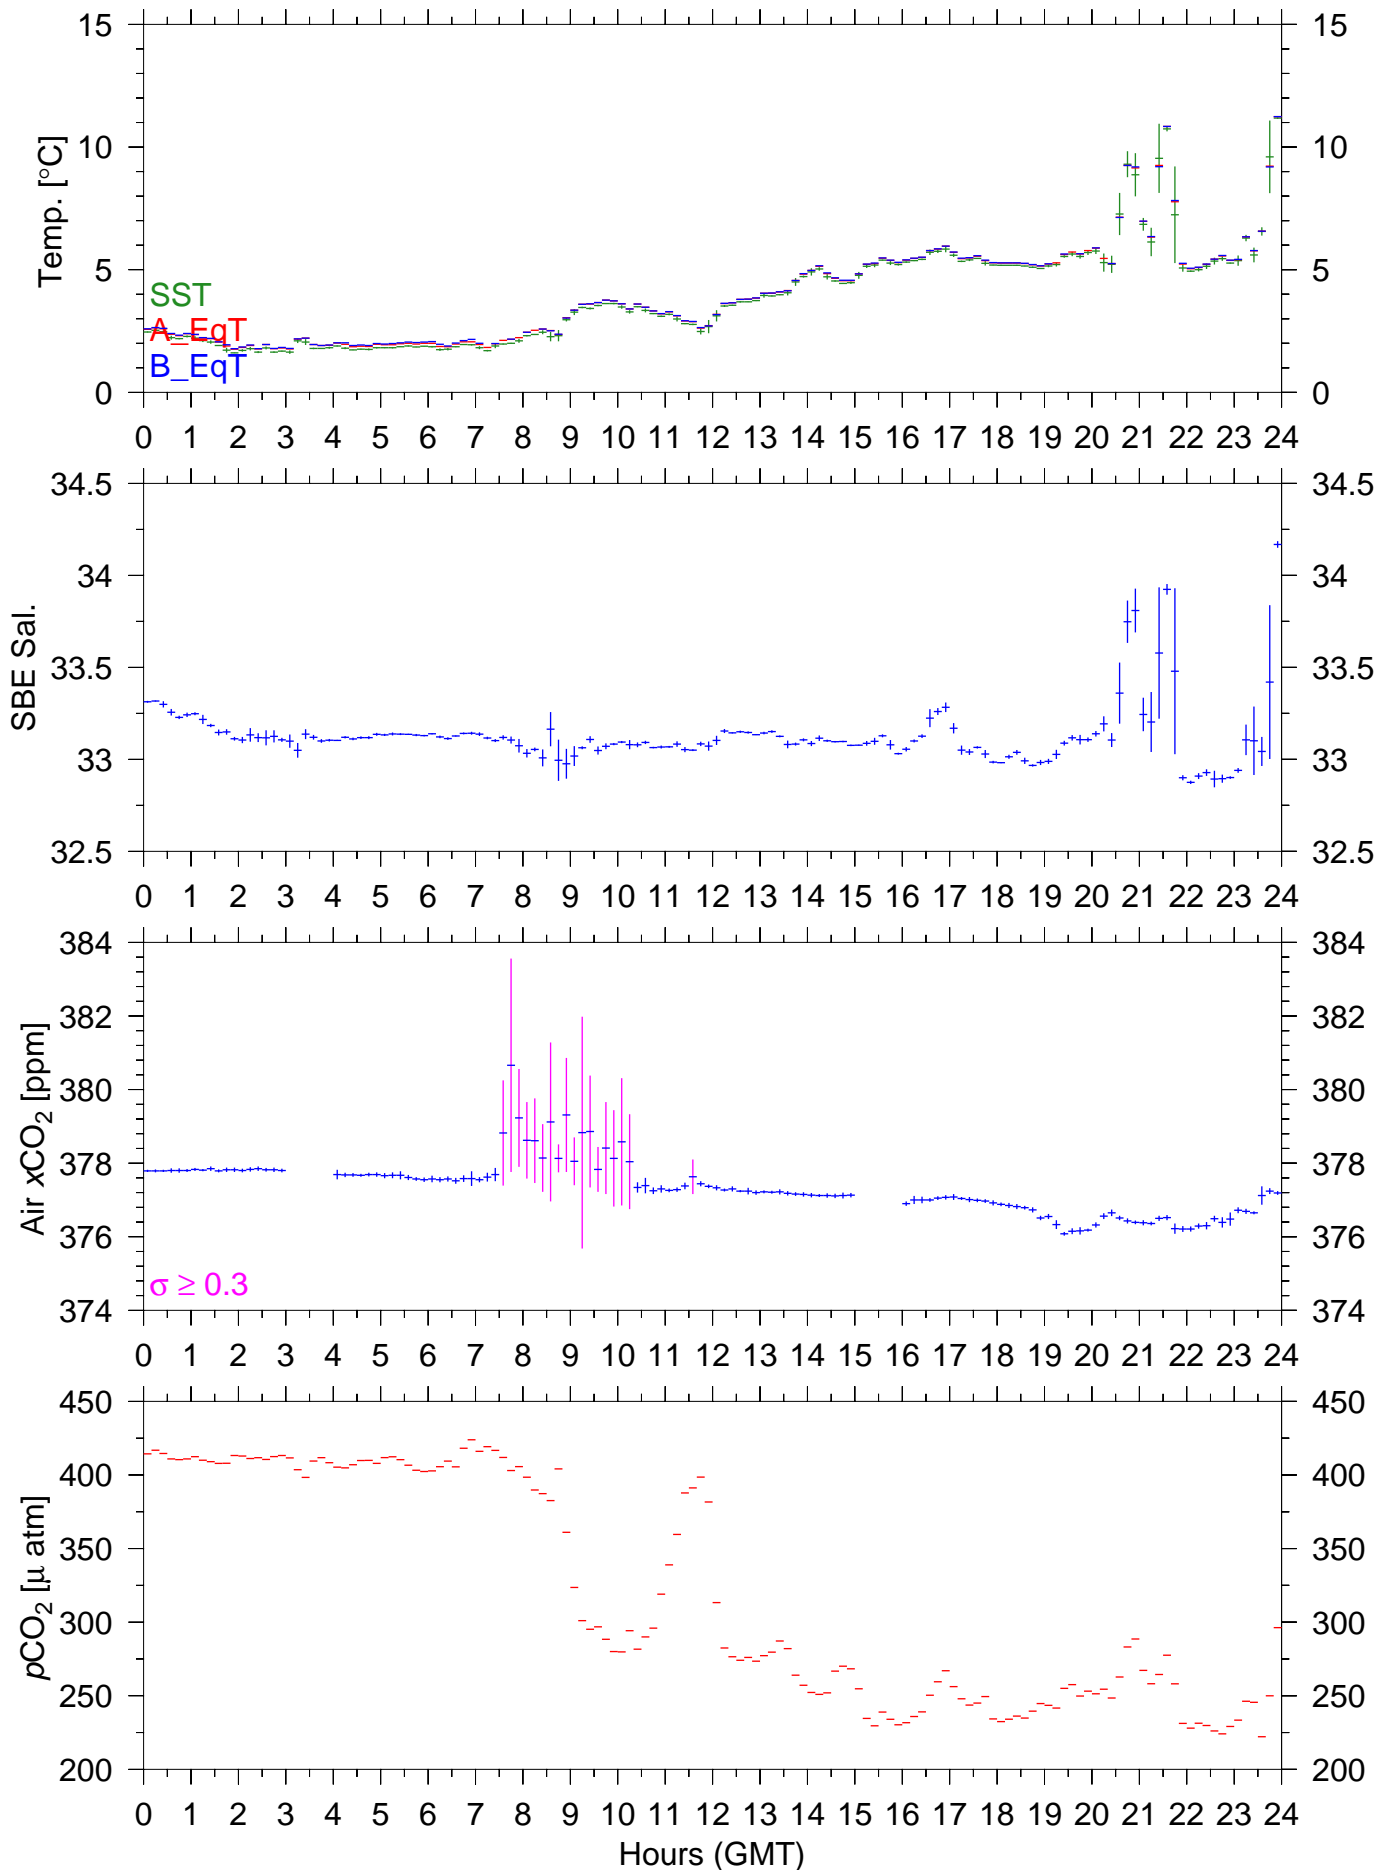 15 15
10 10
5 5
0 0
Temp. [°C]
SST
A_EqT
B_EqT
0 1 2 3 4 5 6 7 8 9 10 11 12 13 14 15 16 17 18 19 20 21 22 23 24
34.5 34.5
34 34
33.5 33.5
33 33
32.5 32.5
SBE Sal.
0 1 2 3 4 5 6 7 8 9 10 11 12 13 14 15 16 17 18 19 20 21 22 23 24
384 384
382 382
380 380
378 378
376 376
374 374
Air xCO₂ [ppm]
σ ≥ 0.3
0 1 2 3 4 5 6 7 8 9 10 11 12 13 14 15 16 17 18 19 20 21 22 23 24
450 450
400 400
350 350
300 300
250 250
200 200
pCO₂ [μ atm]
0 1 2 3 4 5 6 7 8 9 10 11 12 13 14 15 16 17 18 19 20 21 22 23 24
Hours (GMT)